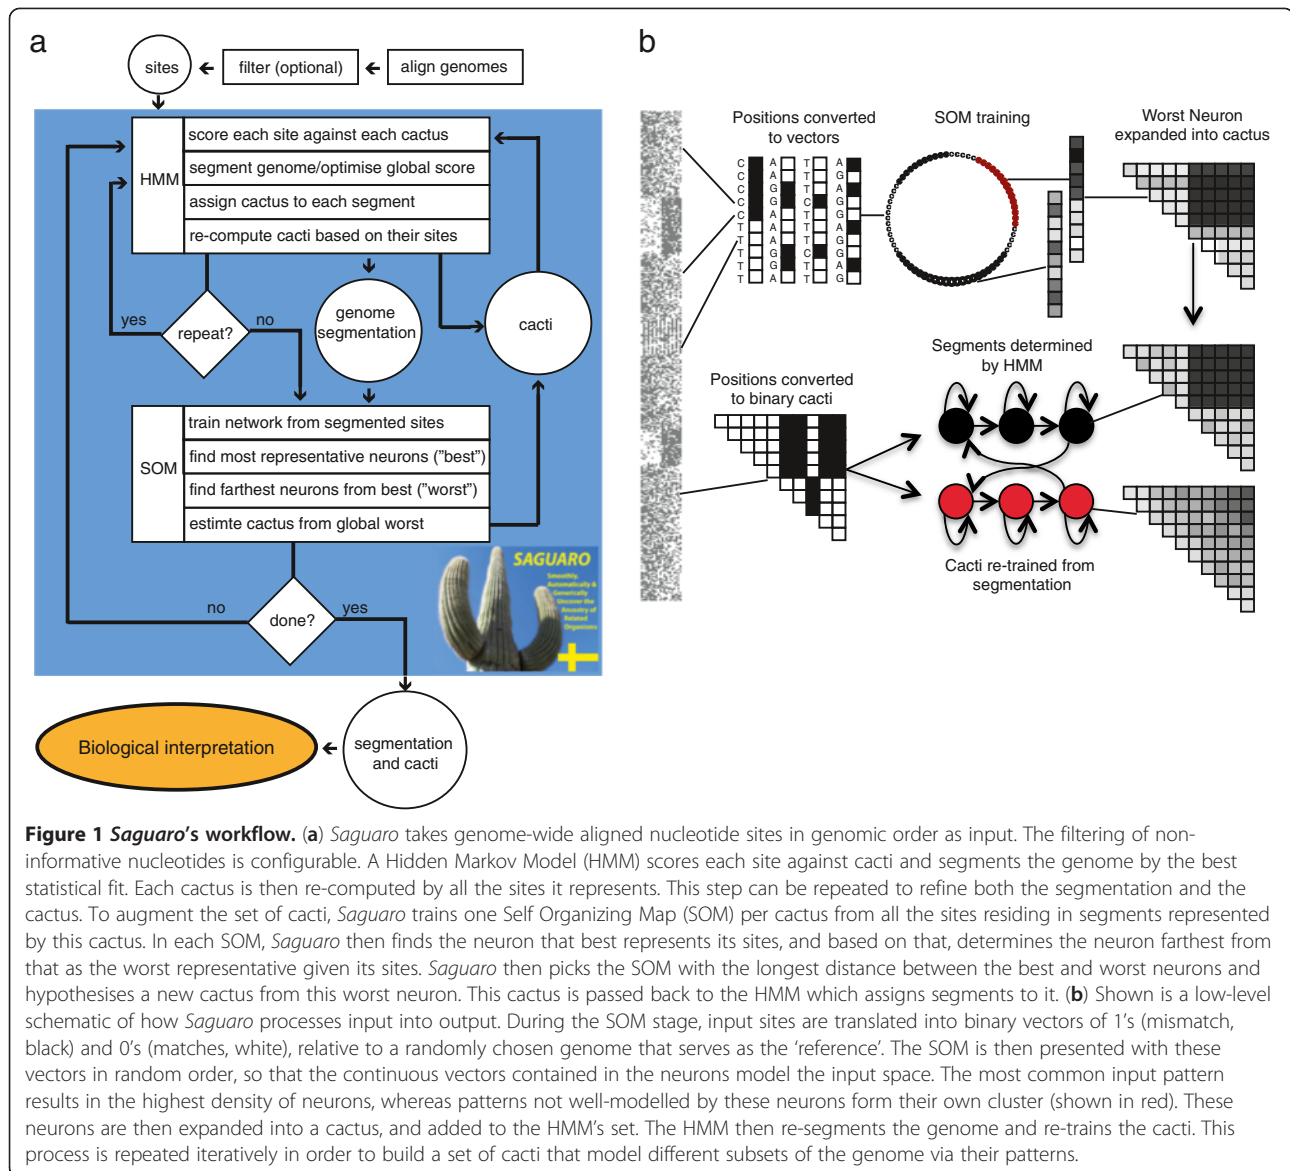 a
sites
filter (optional)
align genomes
HMM
score each site against each cactus
segment genome/optimise global score
assign cactus to each segment
re-compute cacti based on their sites
yes
repeat?
no
genome
segmentation
cacti
SOM
train network from segmented sites
find most representative neurons ("best")
find farthest neurons from best ("worst")
estimte cactus from global worst
no
done?
yes
SAGUARO
Smoothly,
Automatically &
Generically
Uncover the
Ancestry of
Related
Organisms
Biological interpretation
segmentation
and cacti
b
Positions converted
to vectors
C A T A
C A T G
C G T A
C G C G
C A T G
T A T A
T A T G
T G C G
T G T A
T A T G
SOM training
Worst Neuron
expanded into cactus
Positions converted
to binary cacti
Segments determined
by HMM
Cacti re-trained from
segmentation
Figure 1 Saguaro's workflow. (a) Saguaro takes genome-wide aligned nucleotide sites in genomic order as input. The filtering of non-
informative nucleotides is configurable. A Hidden Markov Model (HMM) scores each site against cacti and segments the genome by the best
statistical fit. Each cactus is then re-computed by all the sites it represents. This step can be repeated to refine both the segmentation and the
cactus. To augment the set of cacti, Saguaro trains one Self Organizing Map (SOM) per cactus from all the sites residing in segments represented
by this cactus. In each SOM, Saguaro then finds the neuron that best represents its sites, and based on that, determines the neuron farthest from
that as the worst representative given its sites. Saguaro then picks the SOM with the longest distance between the best and worst neurons and
hypothesises a new cactus from this worst neuron. This cactus is passed back to the HMM which assigns segments to it. (b) Shown is a low-level
schematic of how Saguaro processes input into output. During the SOM stage, input sites are translated into binary vectors of 1's (mismatch,
black) and 0's (matches, white), relative to a randomly chosen genome that serves as the 'reference'. The SOM is then presented with these
vectors in random order, so that the continuous vectors contained in the neurons model the input space. The most common input pattern
results in the highest density of neurons, whereas patterns not well-modelled by these neurons form their own cluster (shown in red). These
neurons are then expanded into a cactus, and added to the HMM's set. The HMM then re-segments the genome and re-trains the cacti. This
process is repeated iteratively in order to build a set of cacti that model different subsets of the genome via their patterns.